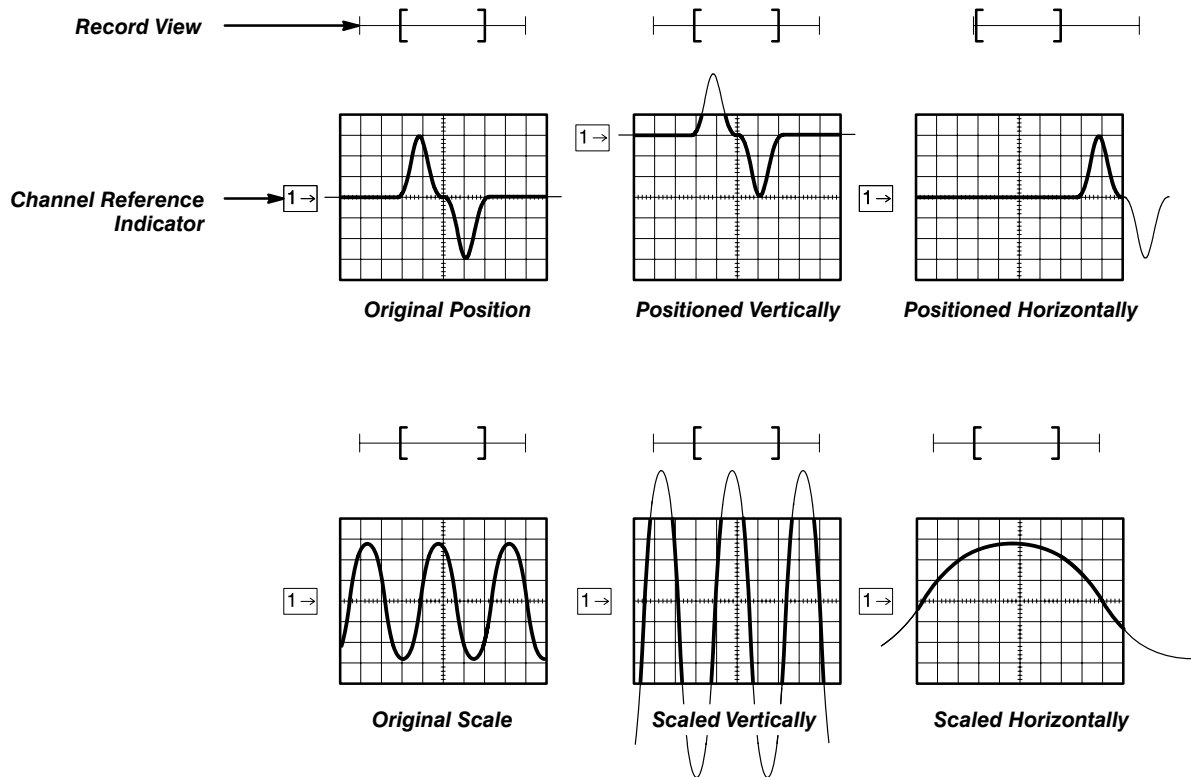 Record View
1→
Channel Reference
Indicator
1→
1→
Original Position
Positioned Vertically
Positioned Horizontally
1→
1→
1→
Original Scale
Scaled Vertically
Scaled Horizontally